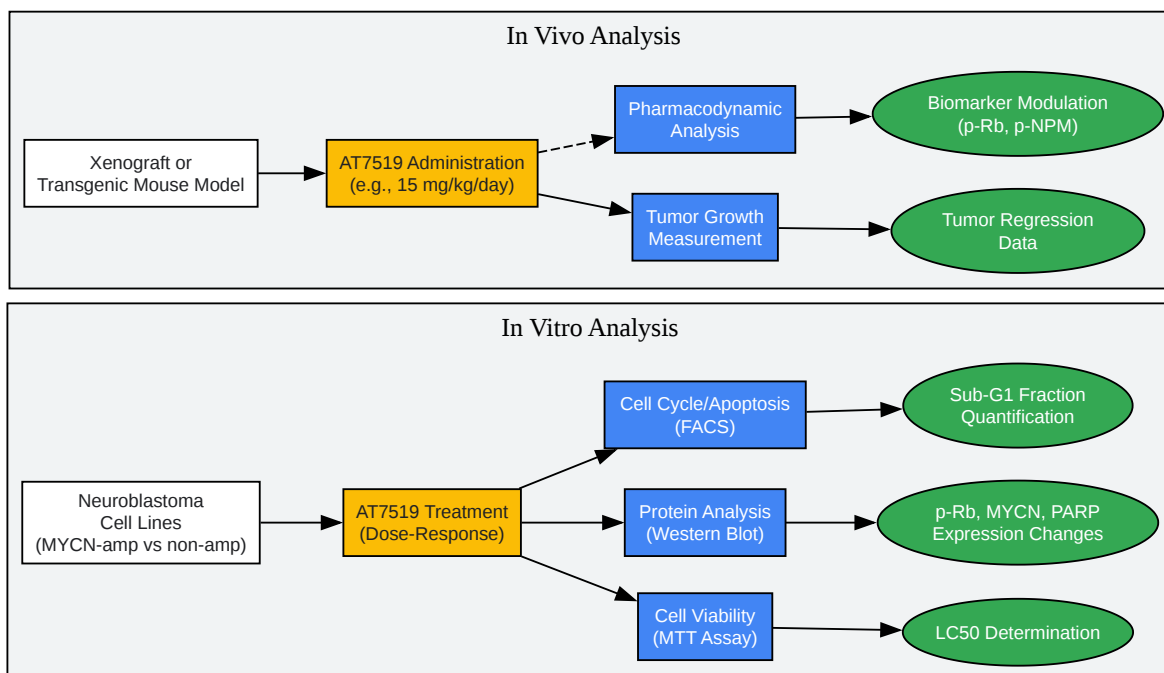 In Vivo Analysis
Xenograft or
Transgenic Mouse Model
AT7519 Administration
(e.g., 15 mg/kg/day)
Pharmacodynamic
Analysis
Biomarker Modulation
(p-Rb, p-NPM)
Tumor Growth
Measurement
Tumor Regression
Data
In Vitro Analysis
Neuroblastoma
Cell Lines
(MYCN-amp vs non-amp)
AT7519 Treatment
(Dose-Response)
Cell Cycle/Apoptosis
(FACS)
Sub-G1 Fraction
Quantification
Protein Analysis
(Western Blot)
p-Rb, MYCN, PARP
Expression Changes
Cell Viability
(MTT Assay)
LC50 Determination